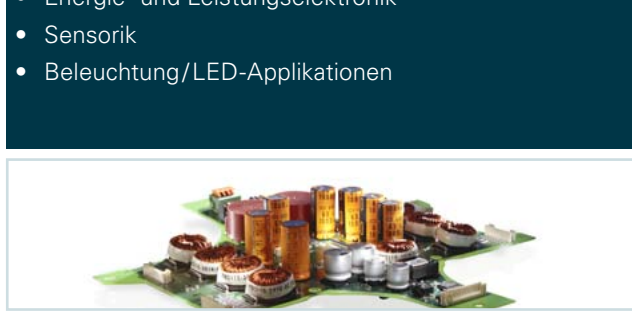 • Energie- und Leistungselektronik
• Sensorik
• Beleuchtung/LED-Applikationen